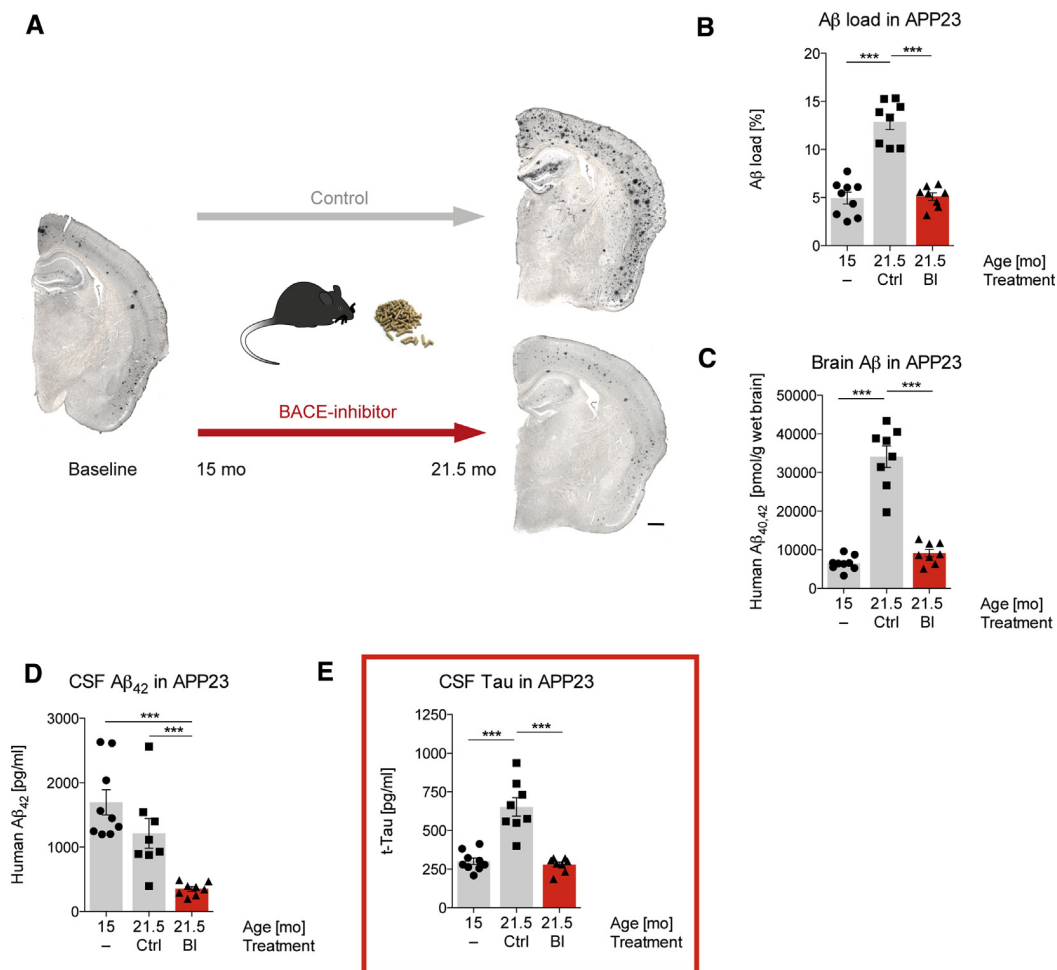 A
Control
BACE-inhibitor
Baseline
15 mo
21.5 mo
B
Aβ load in APP23
Aβ load [%]
20
15
10
5
0
*** ***
15 21.5 21.5 Age [mo]
– Ctrl BI Treatment
C
Brain Aβ in APP23
Human Aβ40,42 [pmol/g wet brain]
50000
40000
30000
20000
10000
0
*** ***
15 21.5 21.5 Age [mo]
– Ctrl BI Treatment
D
CSF Aβ42 in APP23
Human Aβ42 [pg/ml]
3000
2000
1000
0
***
***
15 21.5 21.5 Age [mo]
– Ctrl BI Treatment
E
CSF Tau in APP23
t-Tau [pg/ml]
1250
1000
750
500
250
0
*** ***
15 21.5 21.5 Age [mo]
– Ctrl BI Treatment